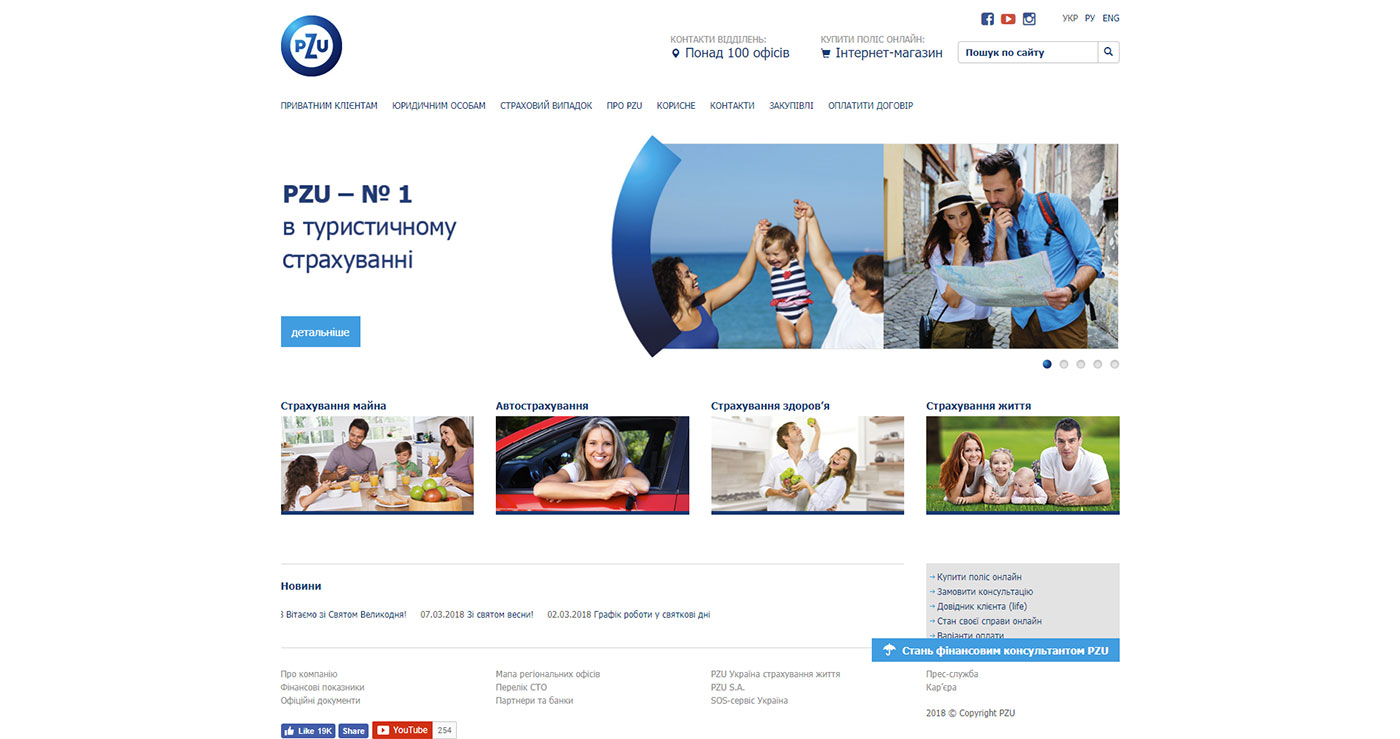 PZU
УКР РУ ENG
КОНТАКТИ ВІДДІЛЕНЬ:
Понад 100 офісів
КУПИТИ ПОЛІС ОНЛАЙН:
Інтернет-магазин
Пошук по сайту
ПРИВАТНИМ КЛІЄНТАМ ЮРИДИЧНИМ ОСОБАМ СТРАХОВИЙ ВИПАДОК ПРО PZU КОРИСНЕ КОНТАКТИ ЗАКУПІВЛІ ОПЛАТИТИ ДОГОВІР
PZU – № 1
в туристичному
страхуванні
детальніше
Страхування майна
Автострахування
Страхування здоров'я
Страхування життя
Новини
Вітаємо зі Святом Великодня! 07.03.2018 Зі святом весни! 02.03.2018 Графік роботи у святкові дні
Купити поліс онлайн
Замовити консультацію
Довідник клієнта (life)
Стан своєї справи онлайн
Варіанти оплати
Стань фінансовим консультантом PZU
Про компанію
Фінансові показники
Офіційні документи
Мапа регіональних офісів
Перелік СТО
Партнери та банки
PZU Україна страхування життя
PZU S.A.
SOS-сервіс Україна
Прес-служба
Кар'єра
2018 © Copyright PZU
Like 19K Share YouTube 254